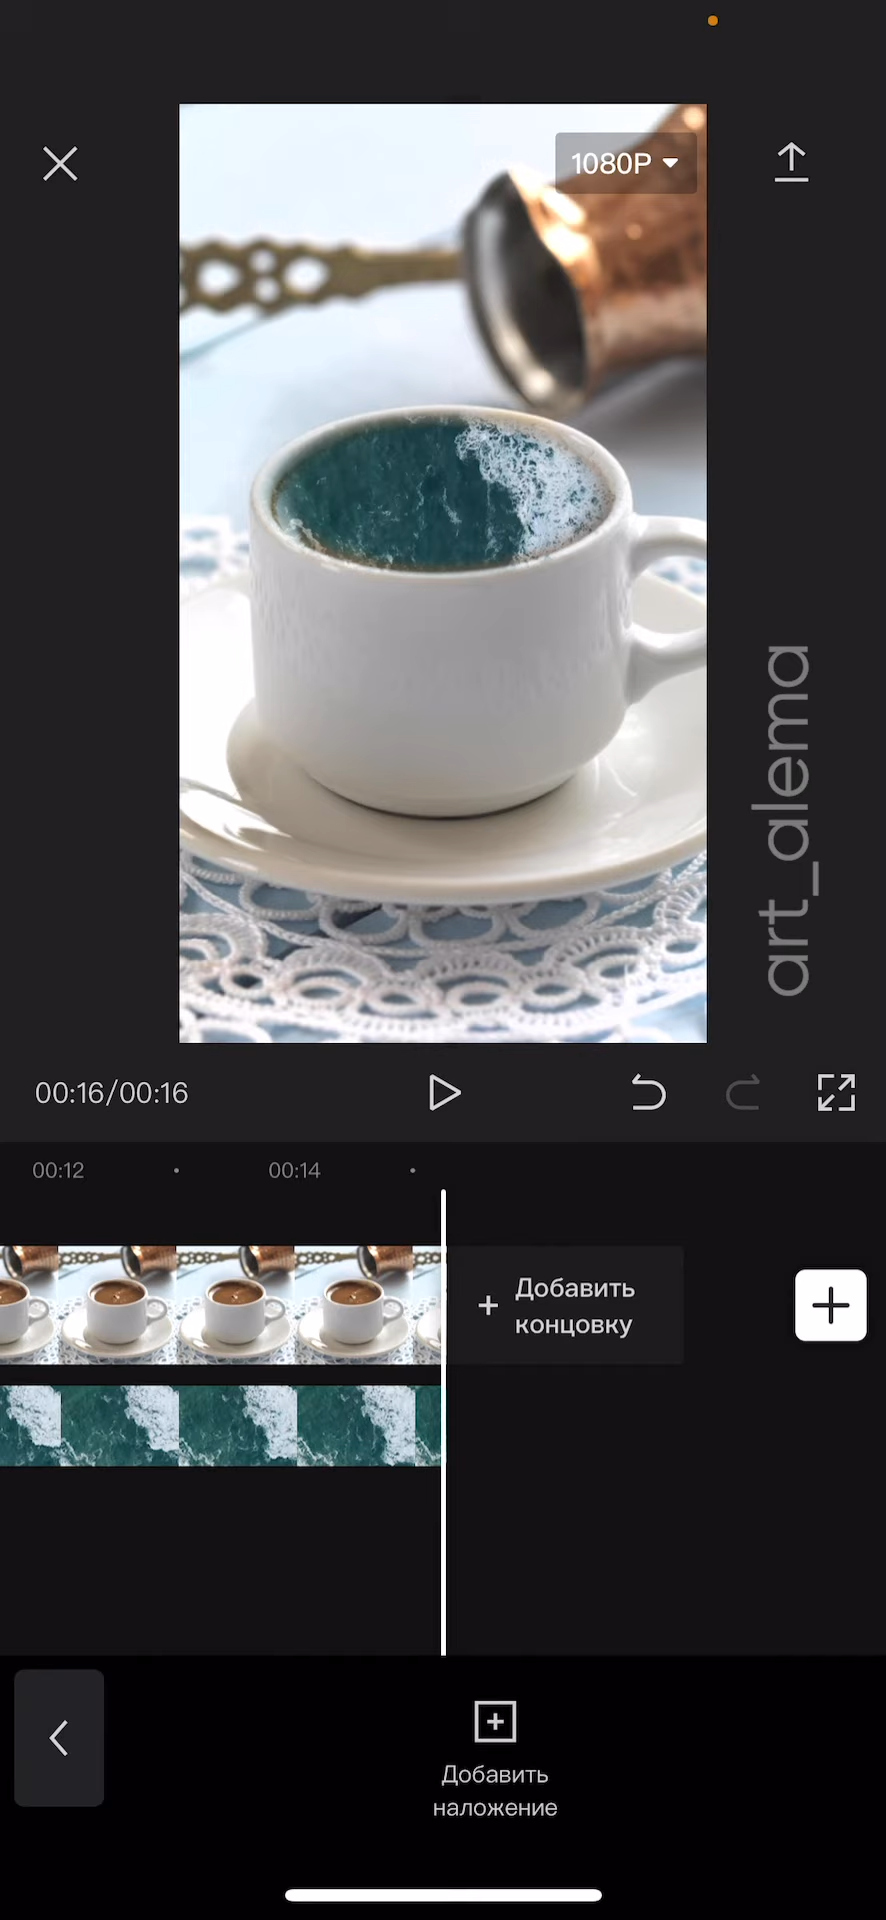 1080P
art_alema
00:16/00:16
00:12
00:14
+ Добавить
концовку
Добавить
наложение